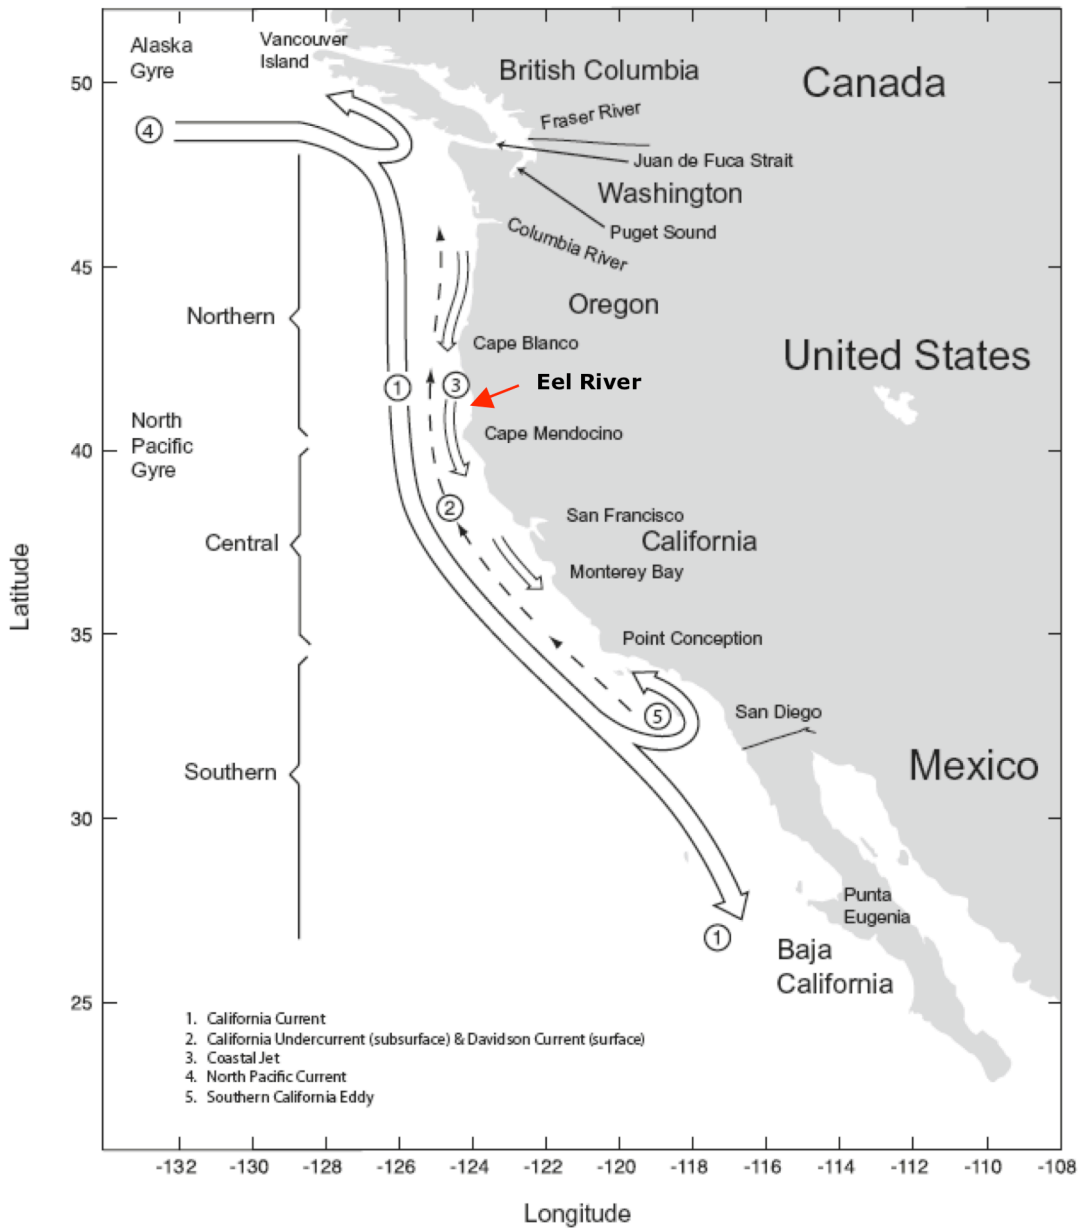 Alaska
Gyre
Vancouver
Island
British Columbia
Canada
50
4
Fraser River
Juan de Fuca Strait
Washington
Puget Sound
Columbia River
45
Oregon
Northern
Cape Blanco
United States
1
3
Eel River
North
Pacific
Gyre
Cape Mendocino
40
2
San Francisco
Central
California
Monterey Bay
Latitude
35
Point Conception
5
San Diego
Southern
Mexico
30
Punta
Eugenia
1
Baja
California
25
1. California Current
2. California Undercurrent (subsurface) & Davidson Current (surface)
3. Coastal Jet
4. North Pacific Current
5. Southern California Eddy
-132 -130 -128 -126 -124 -122 -120 -118 -116 -114 -112 -110 -108
Longitude